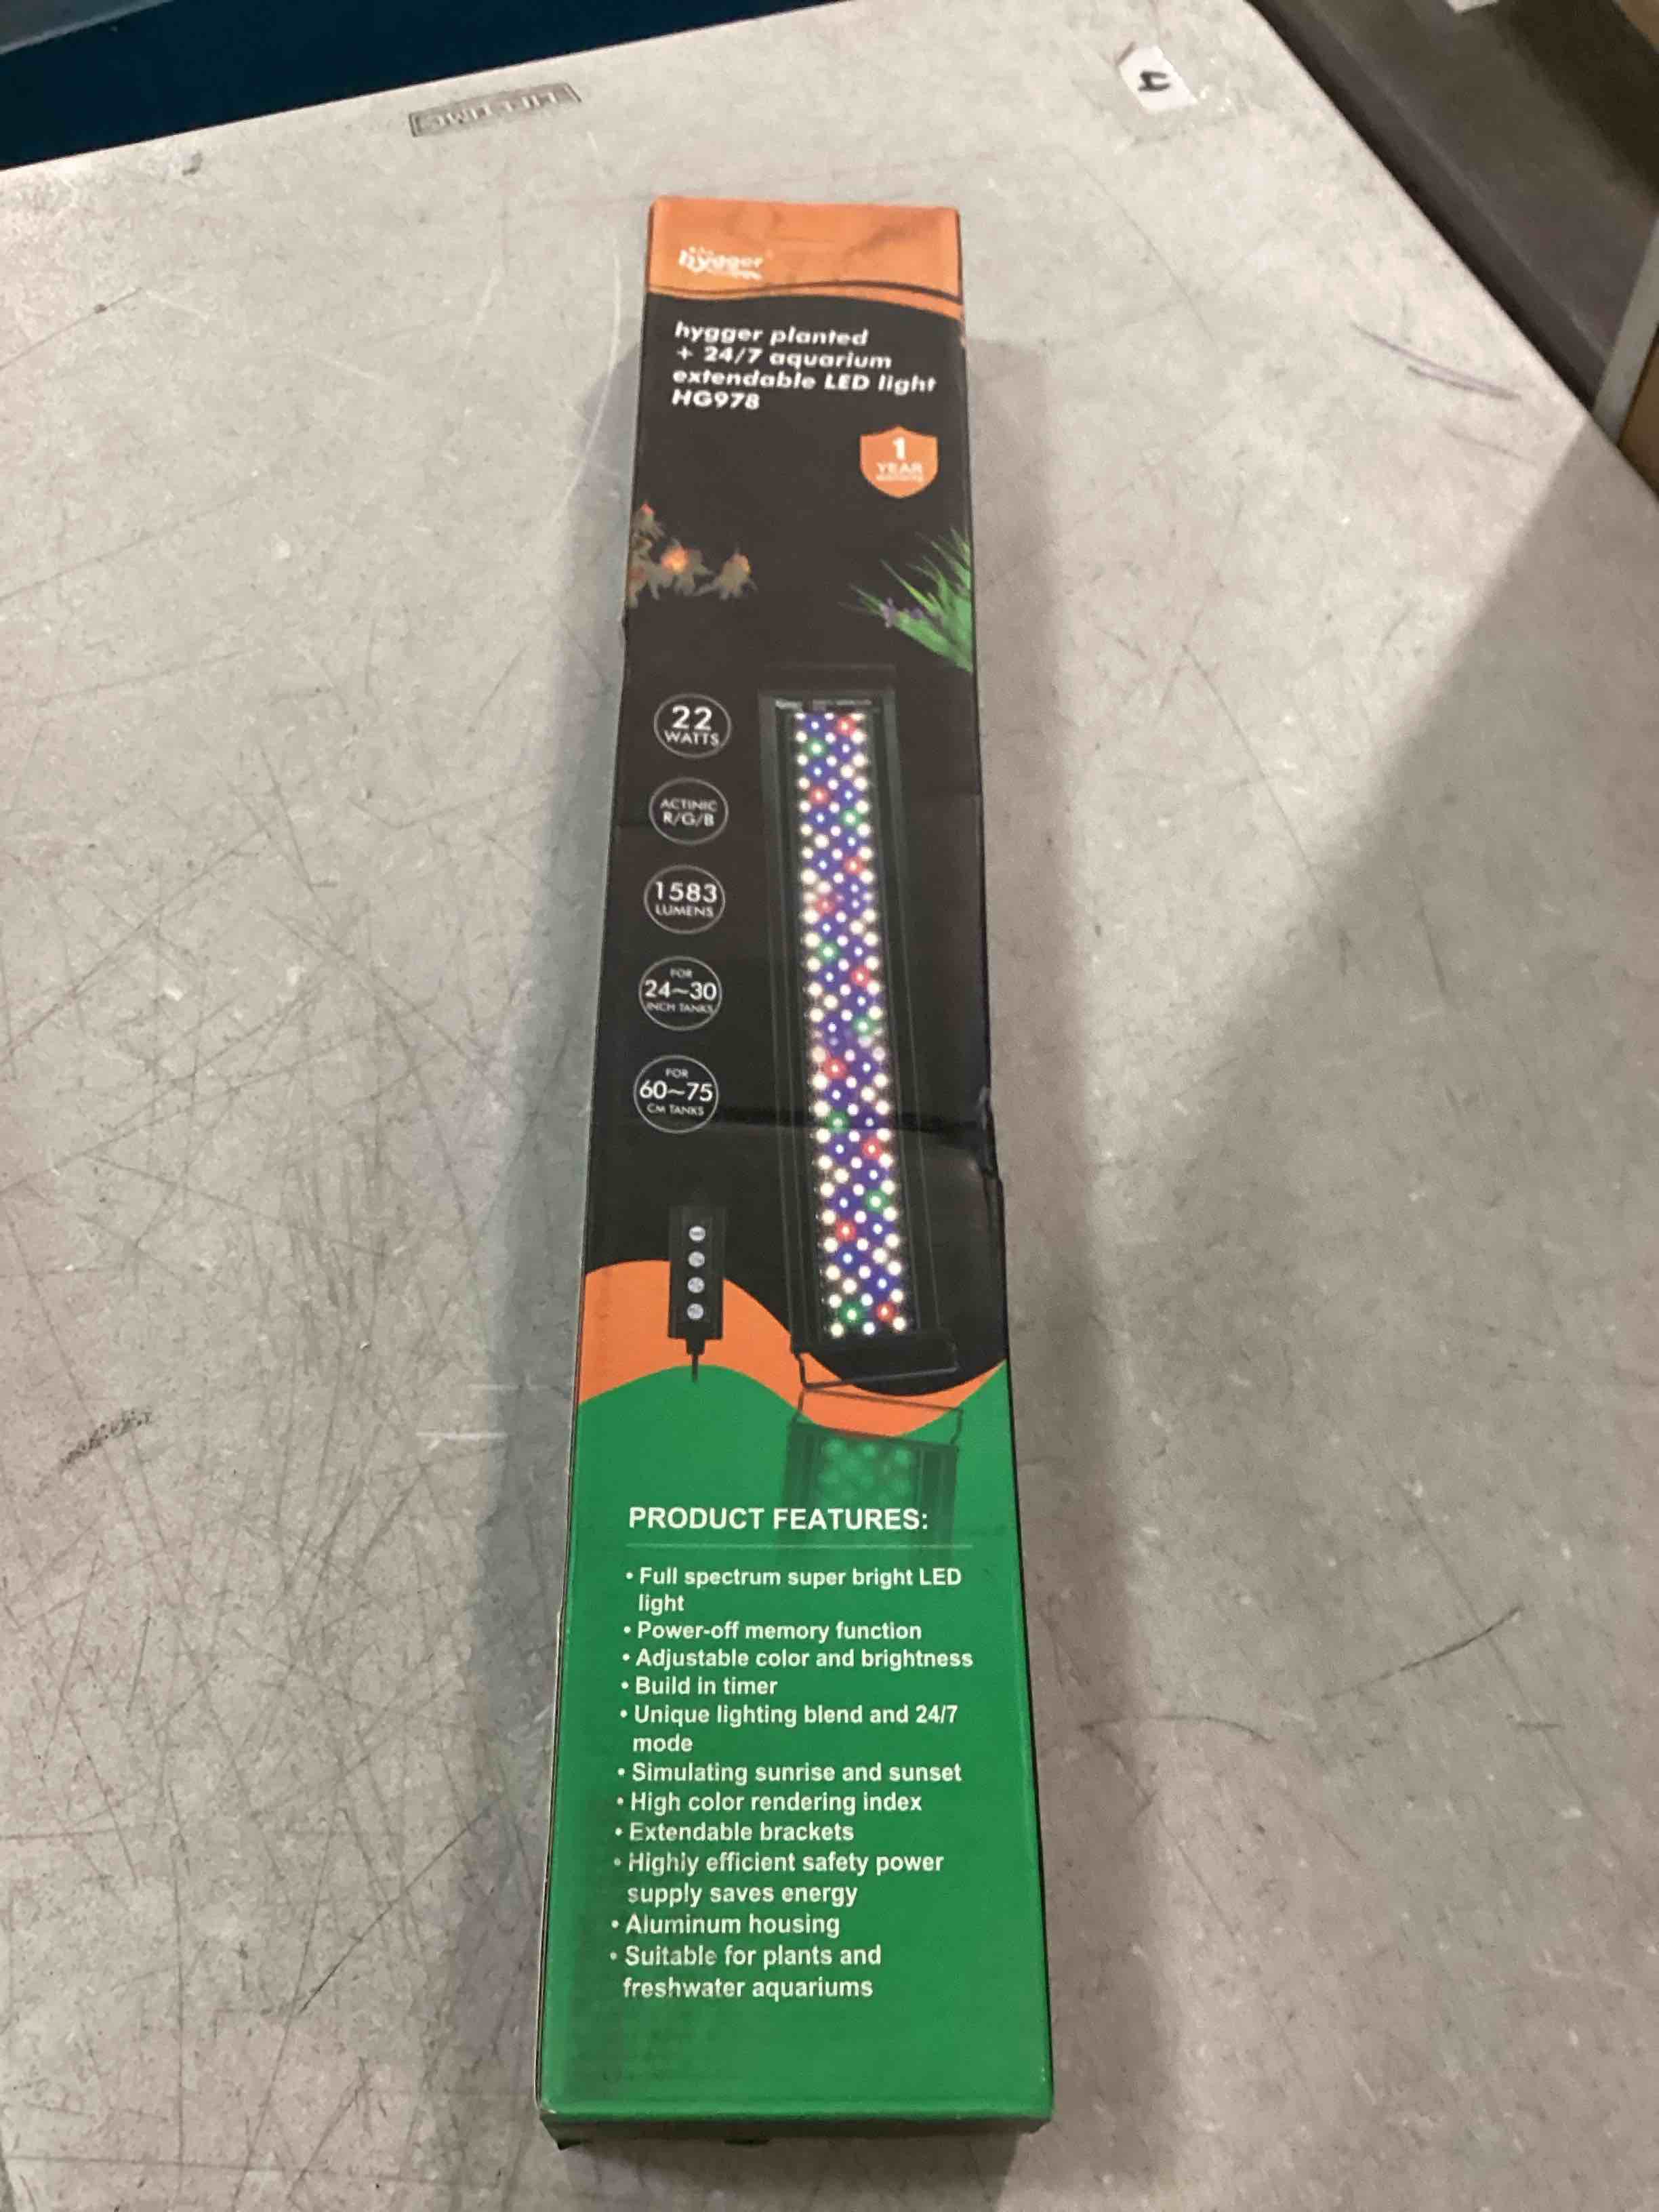 4
hygger
hygger planted
+ 24/7 aquarium
extendable LED light
HG978
1
YEAR
22
WATTS
ACTINIC
R/G/B
1583
LUMENS
FOR
24~30
INCH TANKS
FOR
60~75
CM TANKS
PRODUCT FEATURES:
• Full spectrum super bright LED
light
• Power-off memory function
• Adjustable color and brightness
• Build in timer
• Unique lighting blend and 24/7
mode
• Simulating sunrise and sunset
• High color rendering index
• Extendable brackets
• Highly efficient safety power
supply saves energy
• Aluminum housing
• Suitable for plants and
freshwater aquariums